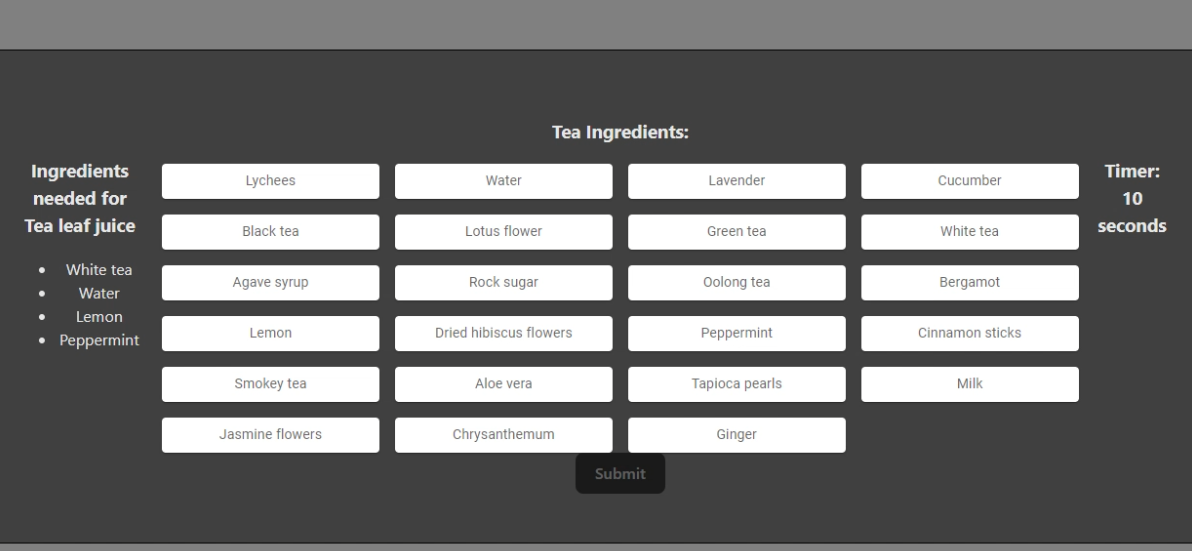 Tea Ingredients:
Ingredients
needed for
Tea leaf juice
• White tea
• Water
• Lemon
• Peppermint
Lychees
Water
Lavender
Cucumber
Black tea
Lotus flower
Green tea
White tea
Agave syrup
Rock sugar
Oolong tea
Bergamot
Lemon
Dried hibiscus flowers
Peppermint
Cinnamon sticks
Smokey tea
Aloe vera
Tapioca pearls
Milk
Jasmine flowers
Chrysanthemum
Ginger
Submit
Timer:
10
seconds